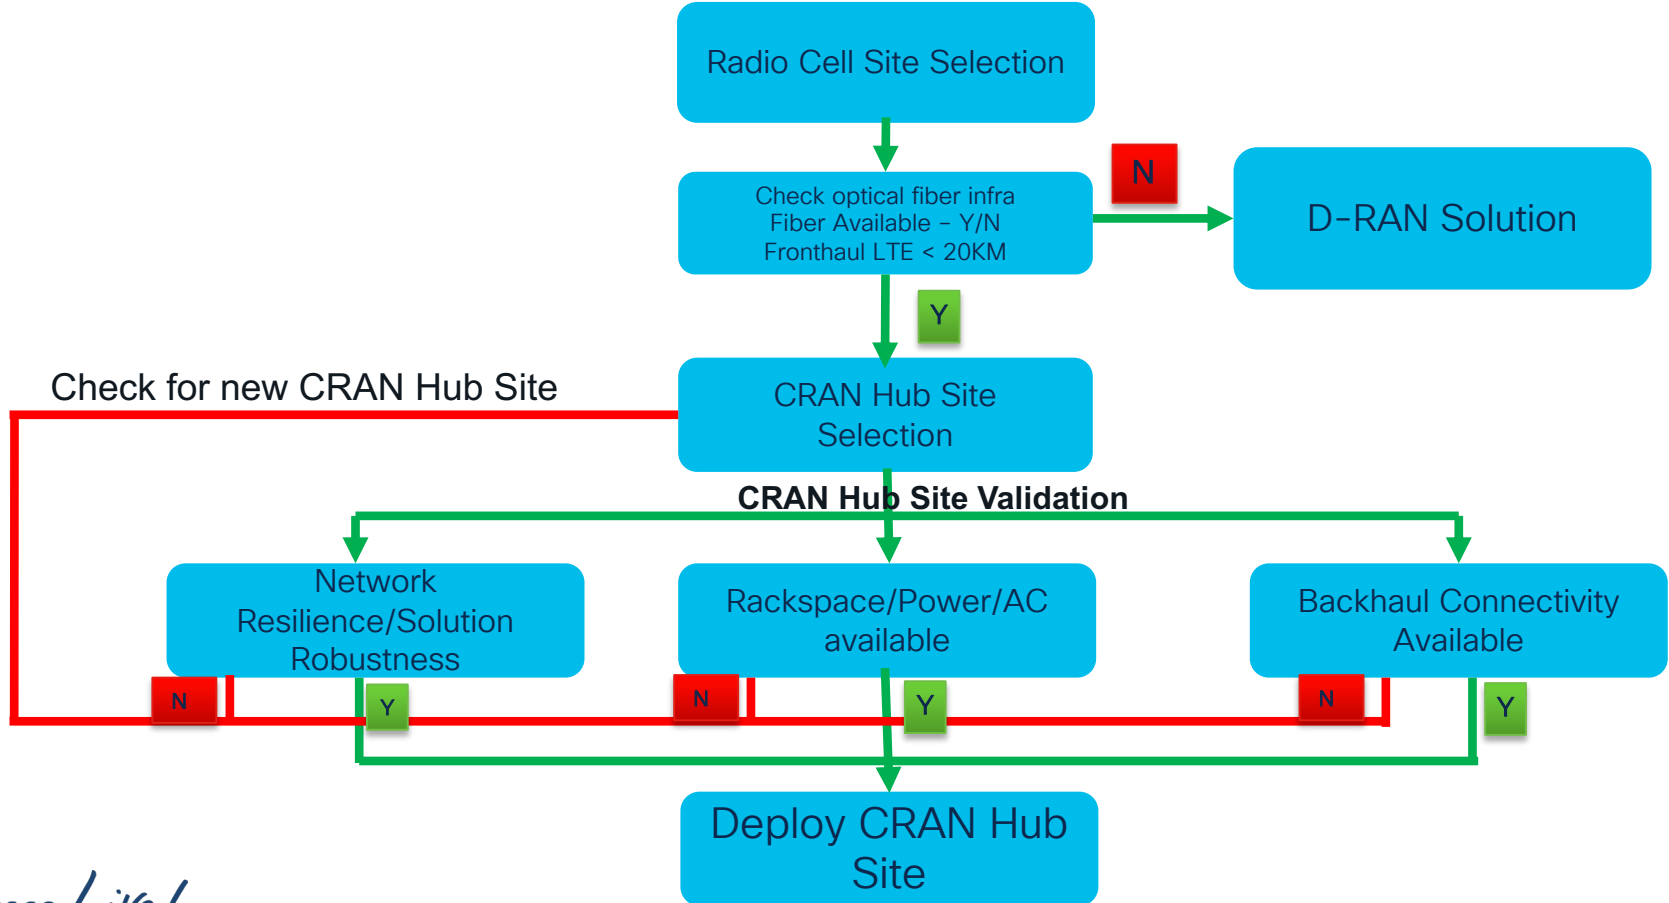 Radio Cell Site Selection
Check optical fiber infra
Fiber Available - Y/N
Fronthaul LTE < 20KM
N
D-RAN Solution
Y
Check for new CRAN Hub Site
CRAN Hub Site
Selection
CRAN Hub Site Validation
Network
Resilience/Solution
Robustness
Rackspace/Power/AC
available
Backhaul Connectivity
Available
N
Y
N
Y
N
Y
Deploy CRAN Hub
Site